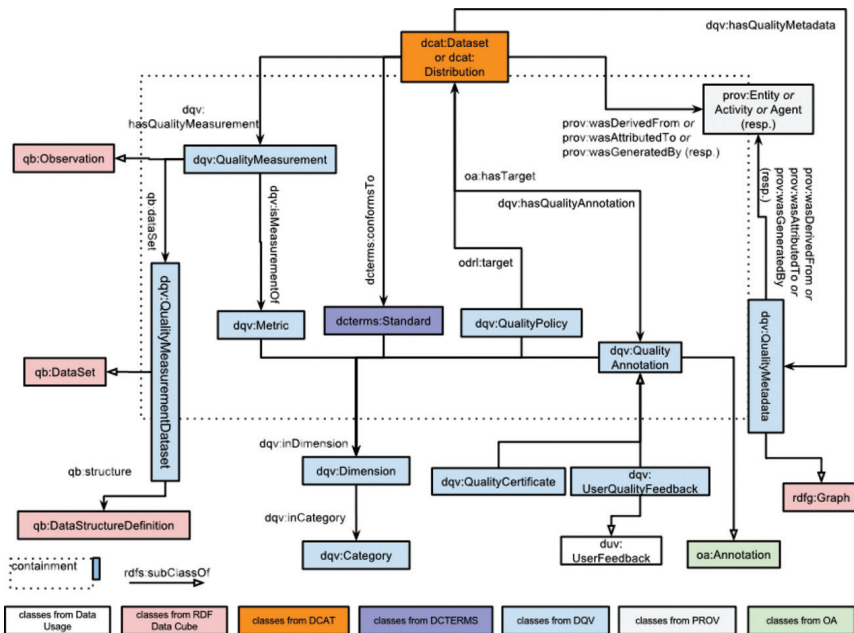 dqv:hasQualityMetadata
dcat:Dataset
or dcat:
Distribution
prov:Entity or
Activity or Agent
(resp.)
dqv:
hasQualityMeasurement
prov:wasDerivedFrom or
prov:wasAttributedTo or
prov:wasGeneratedBy (resp.)
qb:Observation
dqv:QualityMeasurement
oa:hasTarget
dqv:hasQualityAnnotation
prov:wasDerivedFrom or
prov:wasAttributedTo or
prov:wasGeneratedBy
(resp.)
qb:dataSet
dqv:isMeasurementOf
dcterms:conformsTo
odrl:target
dqv:QualityMeasurementDataset
dqv:Metric
dcterms:Standard
dqv:QualityPolicy
dqv:Quality
Annotation
dqv:QualityMetadata
qb:DataSet
dqv:inDimension
qb:structure
dqv:Dimension
dqv:QualityCertificate
dqv:
UserQualityFeedback
rdfg:Graph
qb:DataStructureDefinition
dqv:inCategory
dqv:Category
duv:
UserFeedback
oa:Annotation
containment
rdfs:subClassOf
classes from Data
Usage
classes from RDF
Data Cube
classes from DCAT
classes from DCTERMS
classes from DQV
classes from PROV
classes from OA